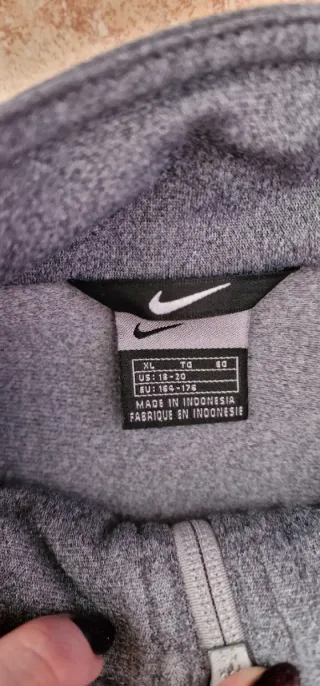 XL TG EG
US: 18-20
EU: 164-176
MADE IN INDONESIA
FABRIQUE EN INDONESIE